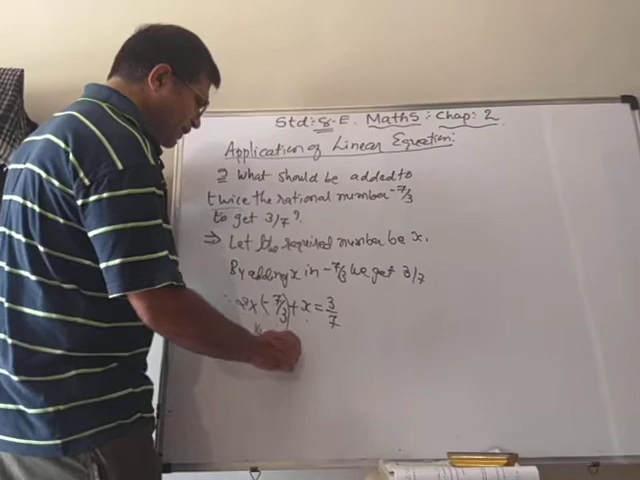 Std:-8-E. Maths: Chap: 2
Application of Linear Equation:
2 What should be added to
twice the rational number -7/3
to get 3/7?
⇒ Let the required number be x.
By adding x in -7/3 we get 3/7
∴ 2x(-7/3)+x=3/7